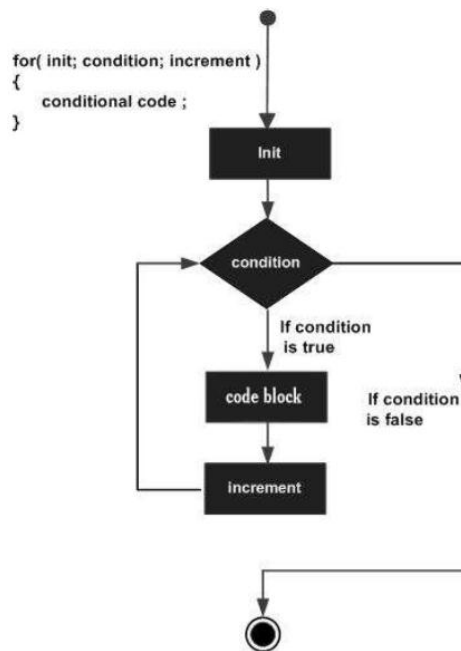 for( init; condition; increment )
{
conditional code ;
}
Init
condition
If condition
is true
code block
If condition
is false
increment